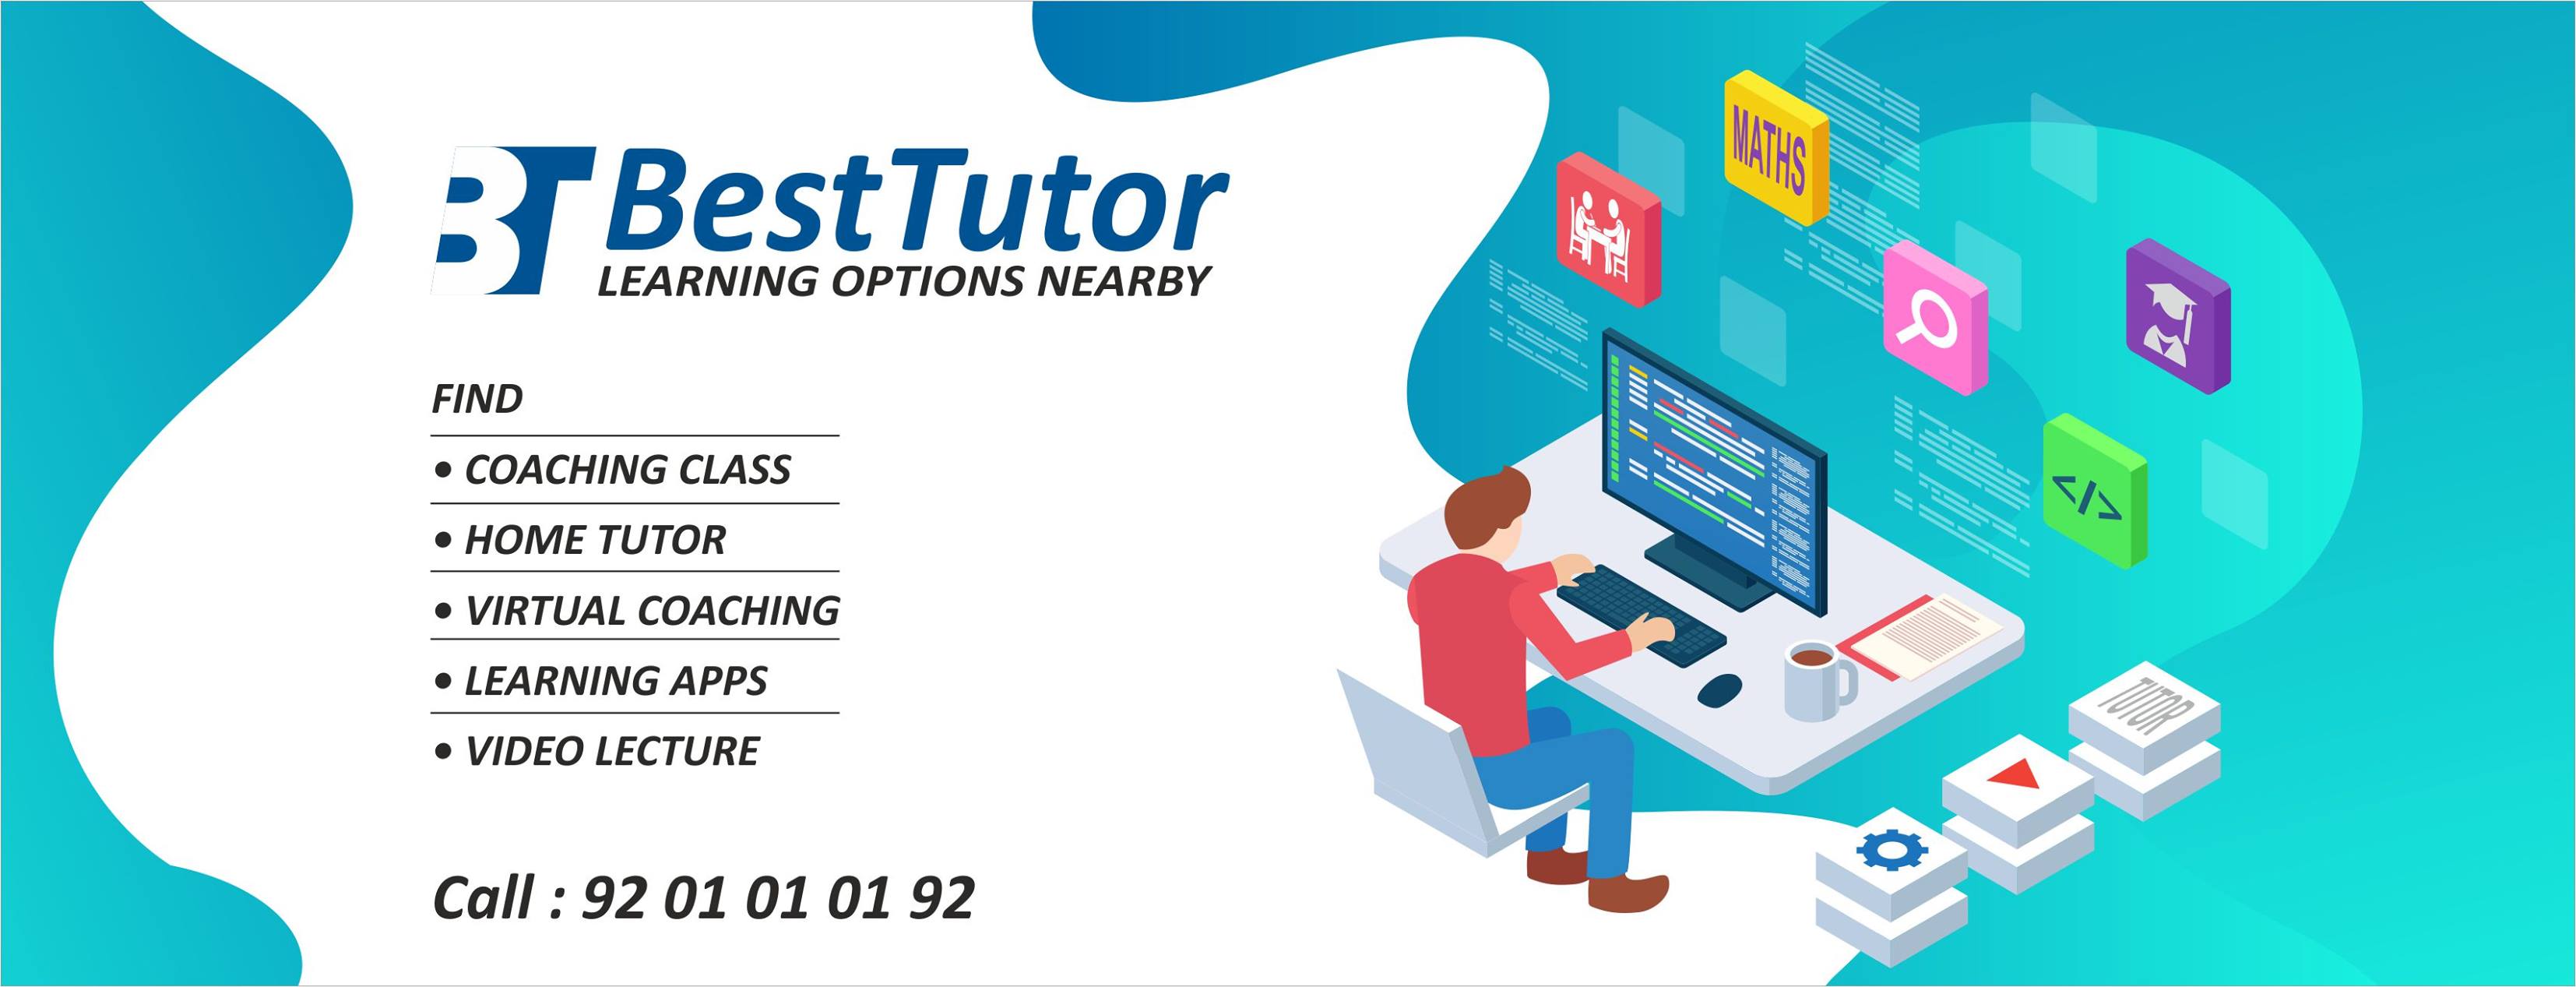 BT BestTutor
LEARNING OPTIONS NEARBY
FIND
• COACHING CLASS
• HOME TUTOR
• VIRTUAL COACHING
• LEARNING APPS
• VIDEO LECTURE
Call : 92 01 01 01 92
MATHS
</>
TUTOR